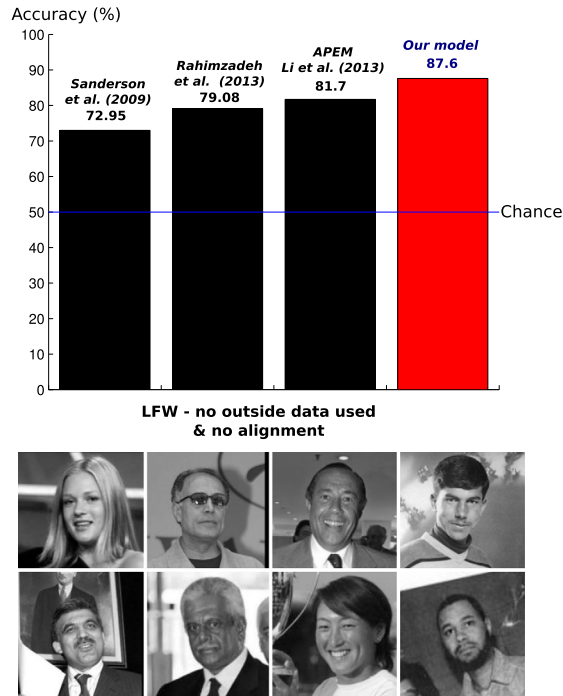 Accuracy (%)
100
90
80
70
60
50
40
30
20
10
0
Sanderson
et al. (2009)
72.95
Rahimzadeh
et al.  (2013)
79.08
APEM
Li et al. (2013)
81.7
Our model
87.6
Chance
LFW - no outside data used
& no alignment